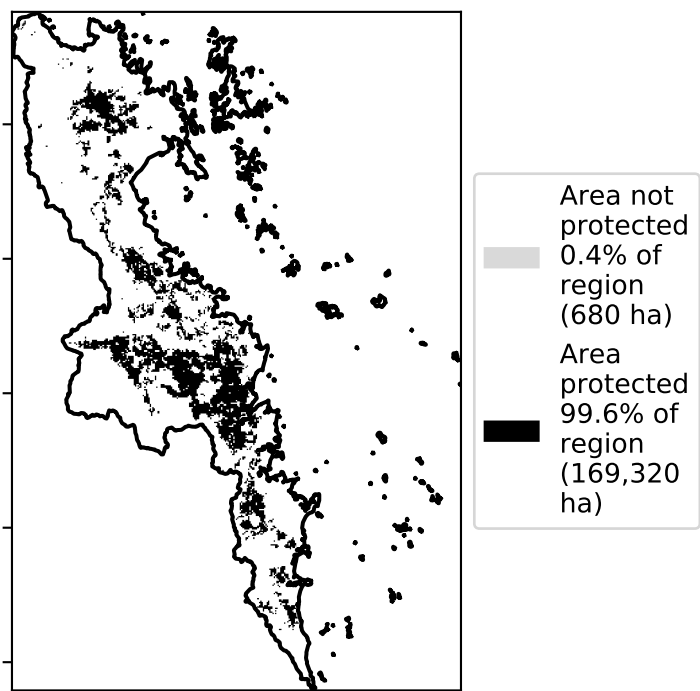 Area not
protected
0.4% of
region
(680 ha)
Area
protected
99.6% of
region
(169,320
ha)